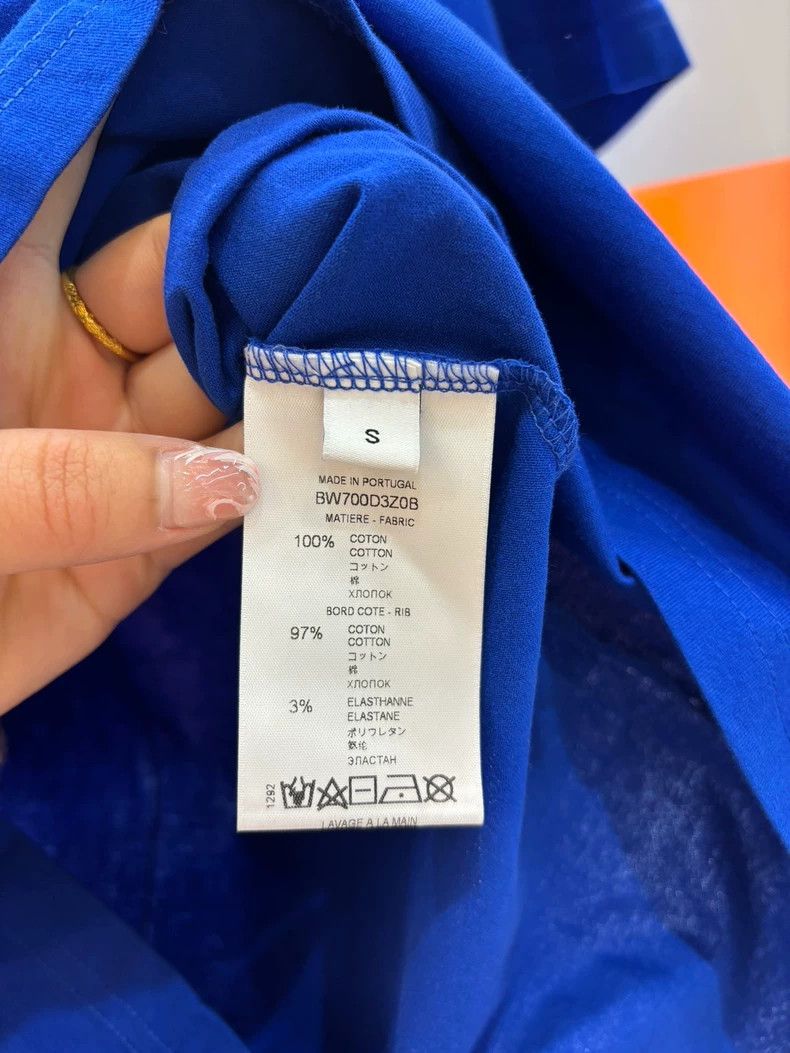 S
MADE IN PORTUGAL
BW700D3Z0B
MATIERE - FABRIC
100% COTON
COTTON
コットン
棉
ХЛОПОК
BORD COTE - RIB
97% COTON
COTTON
コットン
棉
ХЛОПОК
3% ELASTHANNE
ELASTANE
ポリウレタン
氨纶
ЭЛАСТАН
1292
LAVAGE A LA MAIN